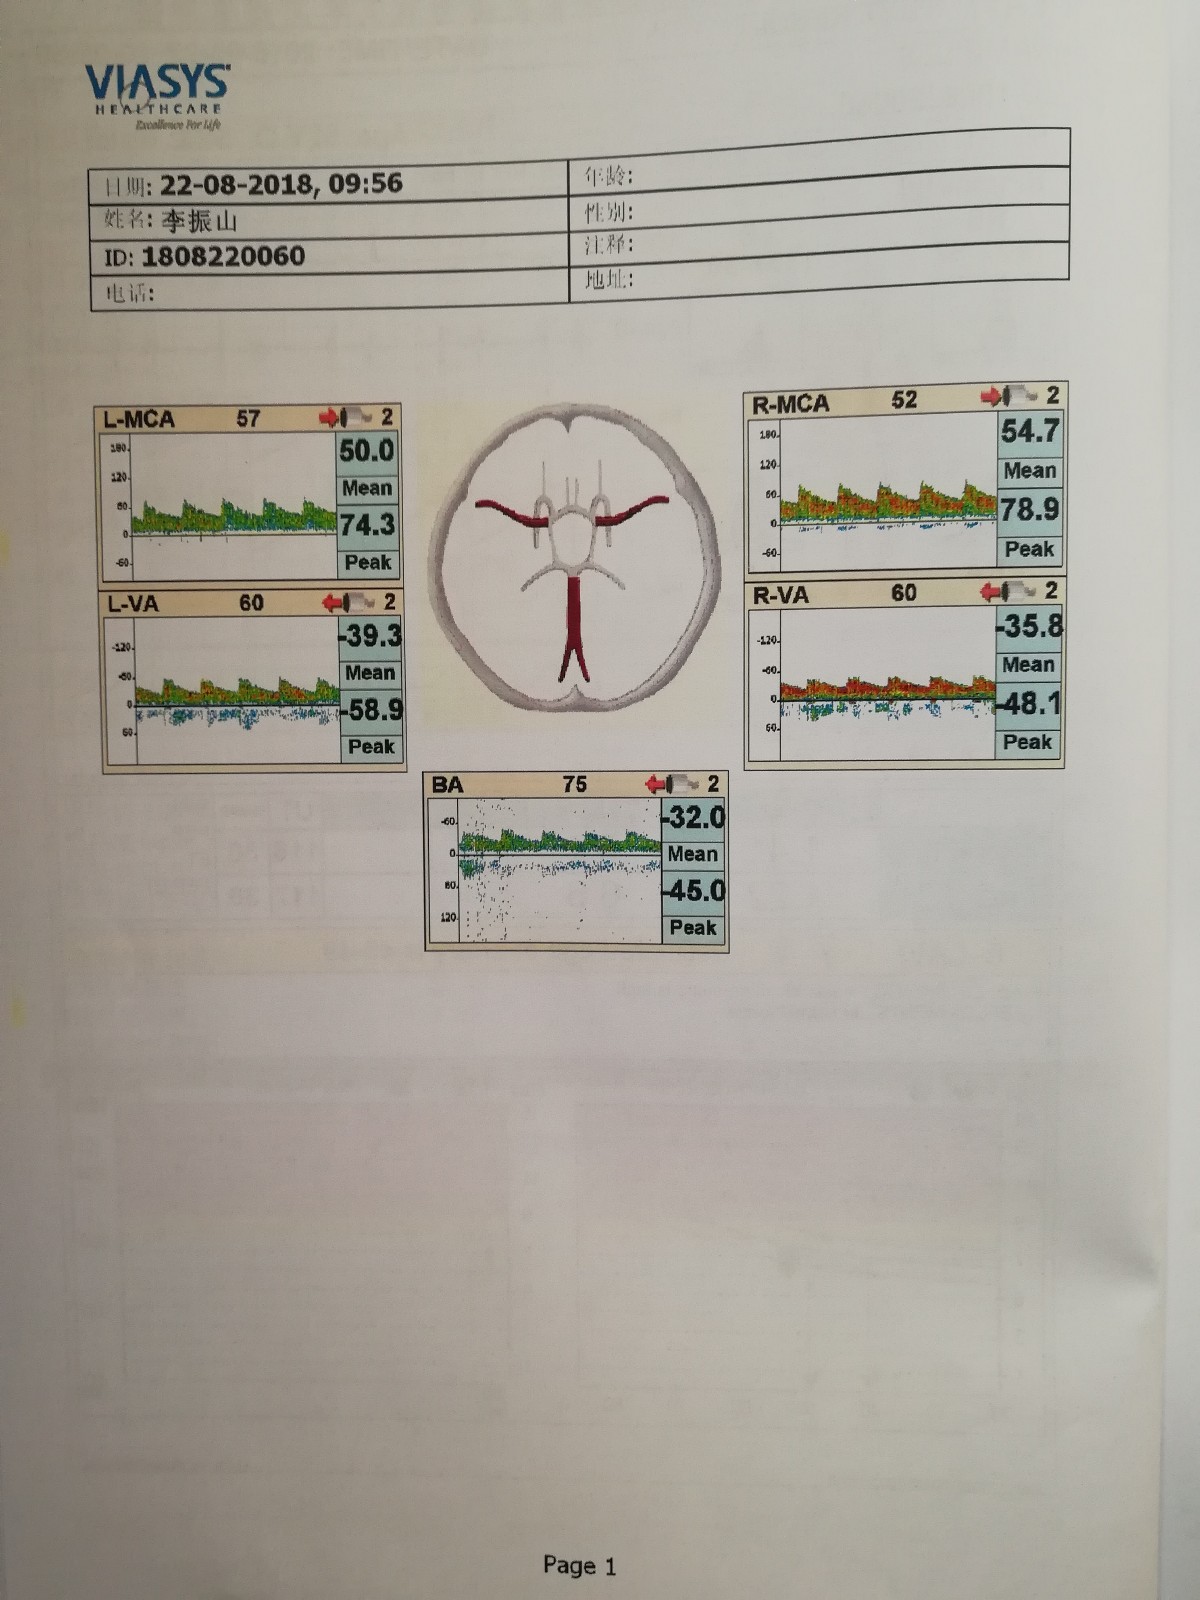 VIASYS
HEALTHCARE
Excellence For Life
日期: 22-08-2018, 09:56
年龄:
姓名: 李振山
性别:
ID: 1808220060
注释:
电话:
地址:
L-MCA 57 2
180
120
60
0
-60
50.0
Mean
74.3
Peak
R-MCA 52 2
180
120
60
0
-60
54.7
Mean
78.9
Peak
L-VA 60 2
-120
-60
0
60
-39.3
Mean
-58.9
Peak
R-VA 60 2
-120
-60
0
60
-35.8
Mean
-48.1
Peak
BA 75 2
-60
0
60
120
-32.0
Mean
-45.0
Peak
Page 1